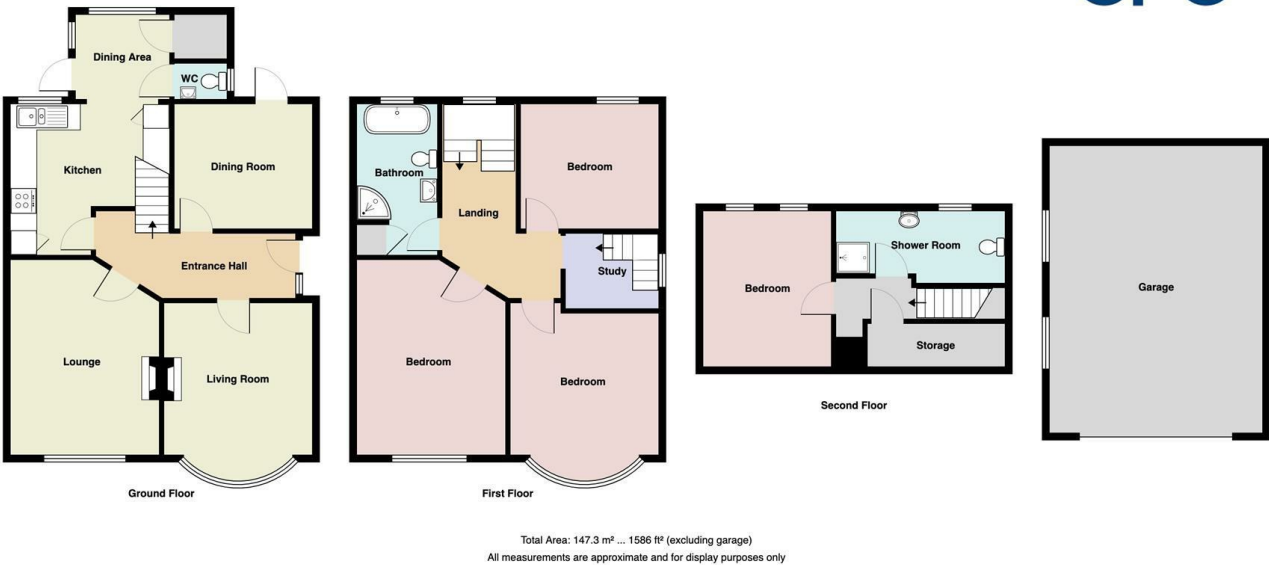 Dining Area
WC
Kitchen
Dining Room
Entrance Hall
Lounge
Living Room
Ground Floor
Bathroom
Bedroom
Landing
Study
Bedroom
Bedroom
First Floor
Shower Room
Bedroom
Storage
Second Floor
Garage
Total Area: 147.3 m² ... 1586 ft² (excluding garage)
All measurements are approximate and for display purposes only